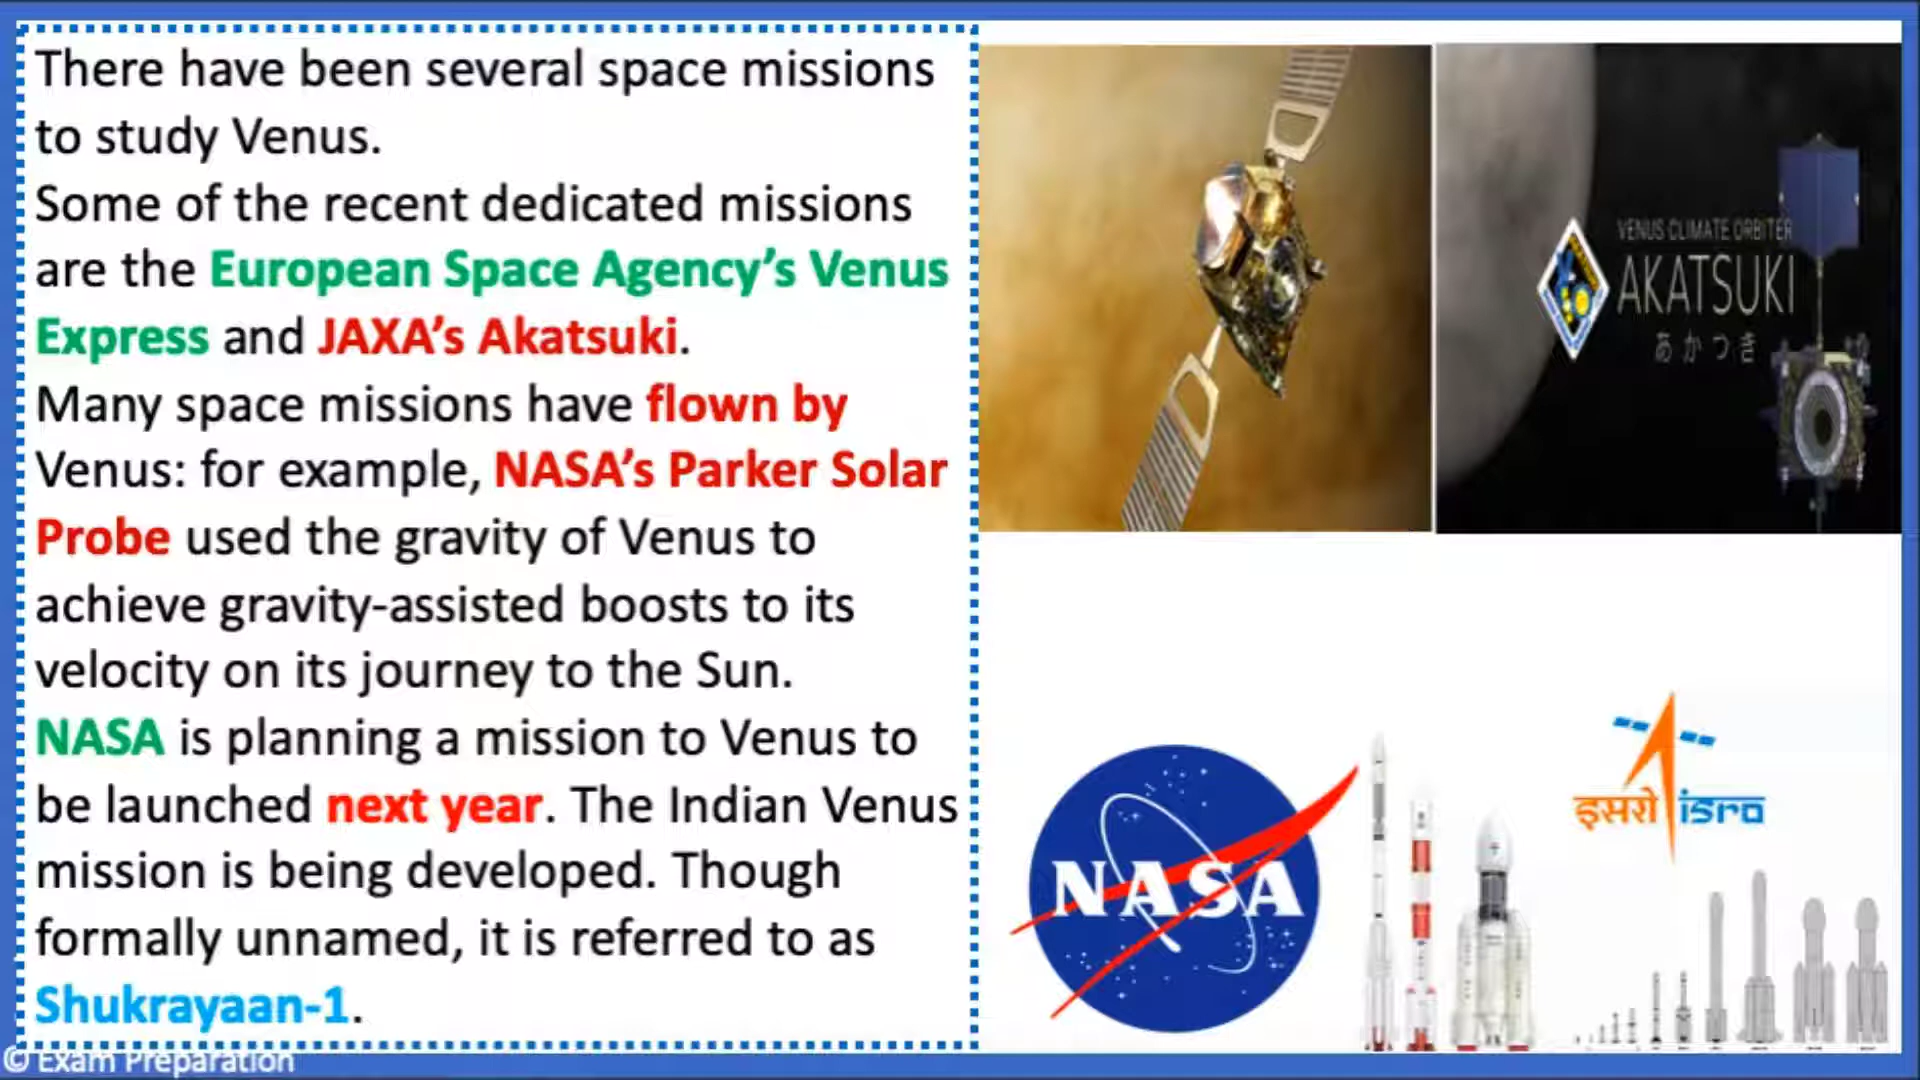 There have been several space missions
to study Venus.
Some of the recent dedicated missions
are the European Space Agency’s Venus
Express and JAXA’s Akatsuki.
Many space missions have flown by
Venus: for example, NASA’s Parker Solar
Probe used the gravity of Venus to
achieve gravity-assisted boosts to its
velocity on its journey to the Sun.
NASA is planning a mission to Venus to
be launched next year. The Indian Venus
mission is being developed. Though
formally unnamed, it is referred to as
Shukrayaan-1.
VENUS CLIMATE ORBITER
AKATSUKI
あかつき
NASA
इसरो isro
© Exam Preparation